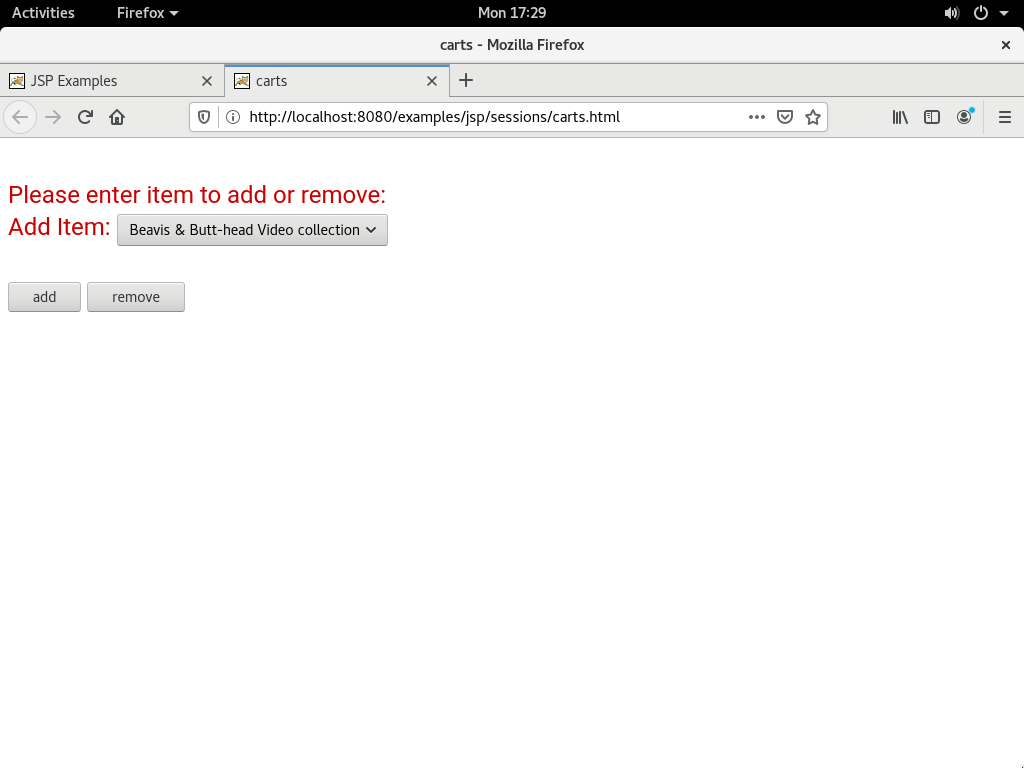 Activities Firefox Mon 17:29
carts - Mozilla Firefox
JSP Examples carts
http://localhost:8080/examples/jsp/sessions/carts.html
Please enter item to add or remove:
Add Item: Beavis & Butt-head Video collection
add remove